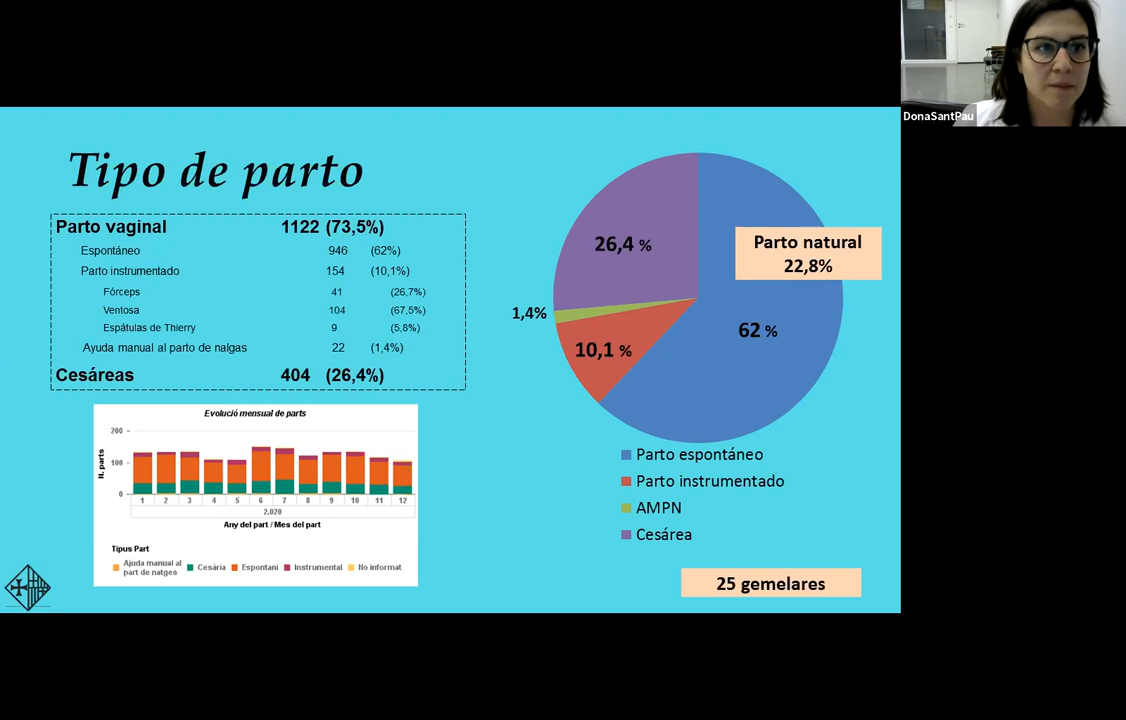 DonaSantPau
Tipo de parto
Parto vaginal 1122 (73,5%)
Espontáneo 946 (62%)
Parto instrumentado 154 (10,1%)
Fórceps 41 (26,7%)
Ventosa 104 (67,5%)
Espátulas de Thierry 9 (5,8%)
Ayuda manual al parto de nalgas 22 (1,4%)
Cesáreas 404 (26,4%)
Evolució mensual de parts
N. parts
200
100
0
1 2 3 4 5 6 7 8 9 10 11 12
2.020
Any del part / Mes del part
Tipus Part
Ajuda manual al
part de natges
Cesària
Espontani
Instrumental
No informat
26,4 %
Parto natural
22,8%
1,4%
62 %
10,1 %
Parto espontáneo
Parto instrumentado
AMPN
Cesárea
25 gemelares